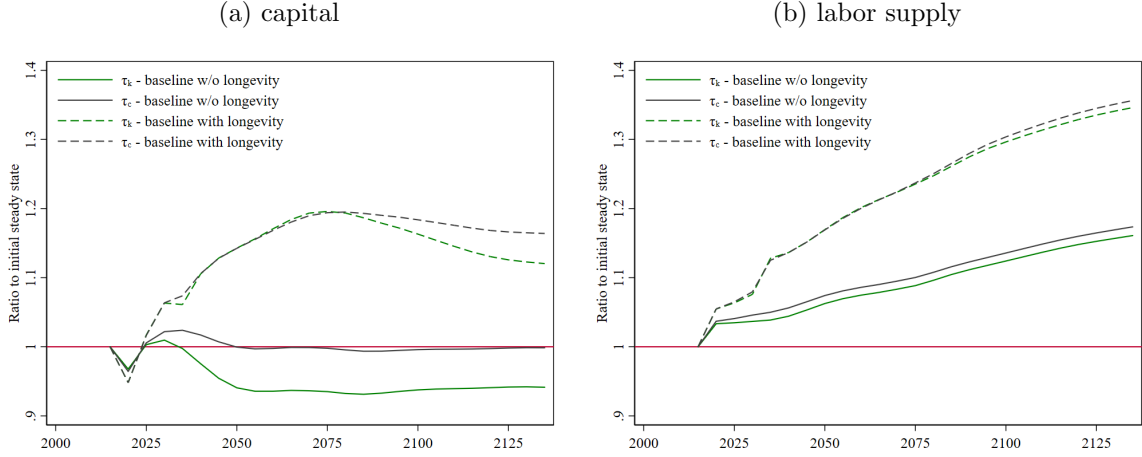 (a) capital
(b) labor supply
Ratio to initial steady state
1.4
1.3
1.2
1.1
1
.9
τk - baseline w/o longevity
τc - baseline w/o longevity
τk - baseline with longevity
τc - baseline with longevity
2000 2025 2050 2075 2100 2125
Ratio to initial steady state
1.4
1.3
1.2
1.1
1
.9
τk - baseline w/o longevity
τc - baseline w/o longevity
τk - baseline with longevity
τc - baseline with longevity
2000 2025 2050 2075 2100 2125